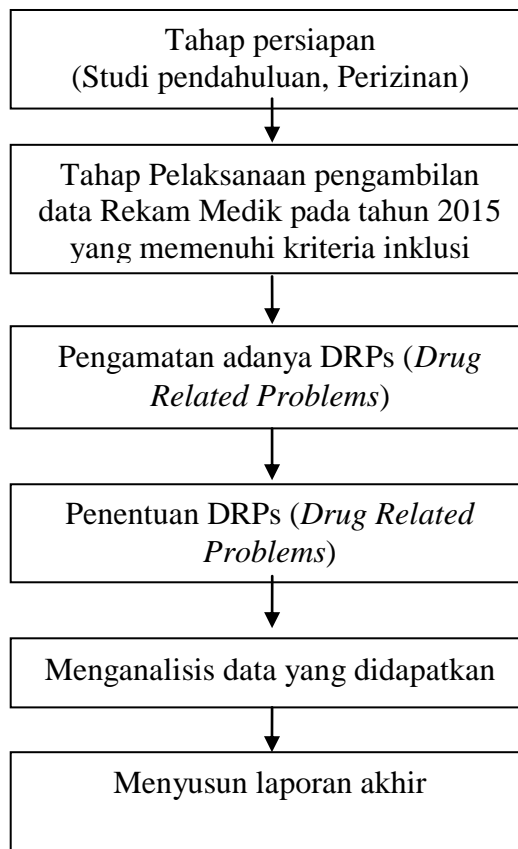 Tahap persiapan
(Studi pendahuluan, Perizinan)
Tahap Pelaksanaan pengambilan
data Rekam Medik pada tahun 2015
yang memenuhi kriteria inklusi
Pengamatan adanya DRPs (Drug
Related Problems)
Penentuan DRPs (Drug Related
Problems)
Menganalisis data yang didapatkan
Menyusun laporan akhir